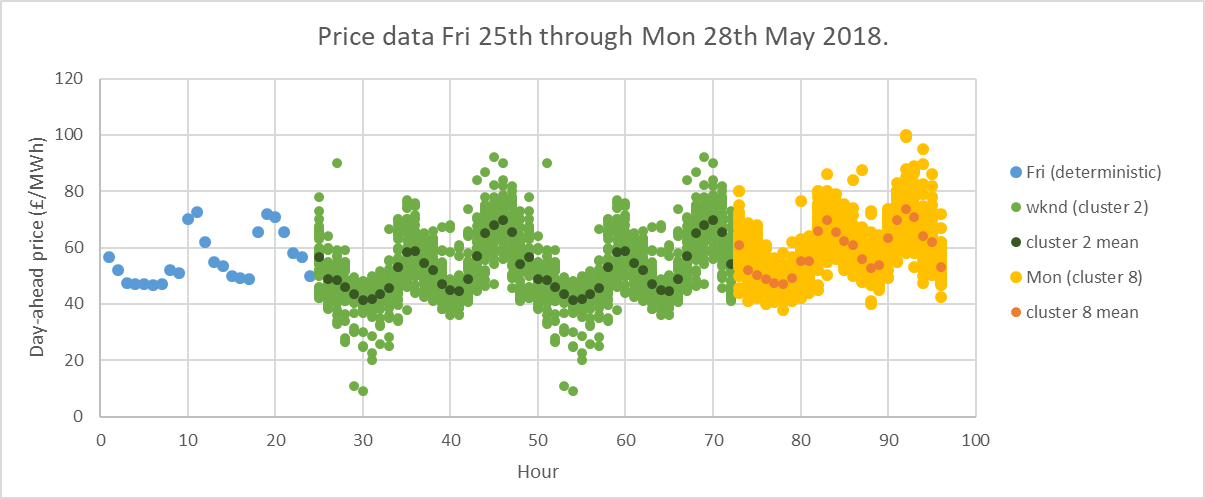 Price data Fri 25th through Mon 28th May 2018.
Day-ahead price (£/MWh)
120
100
80
60
40
20
0
0 10 20 30 40 50 60 70 80 90 100
Hour
Fri (deterministic)
wknd (cluster 2)
cluster 2 mean
Mon (cluster 8)
cluster 8 mean